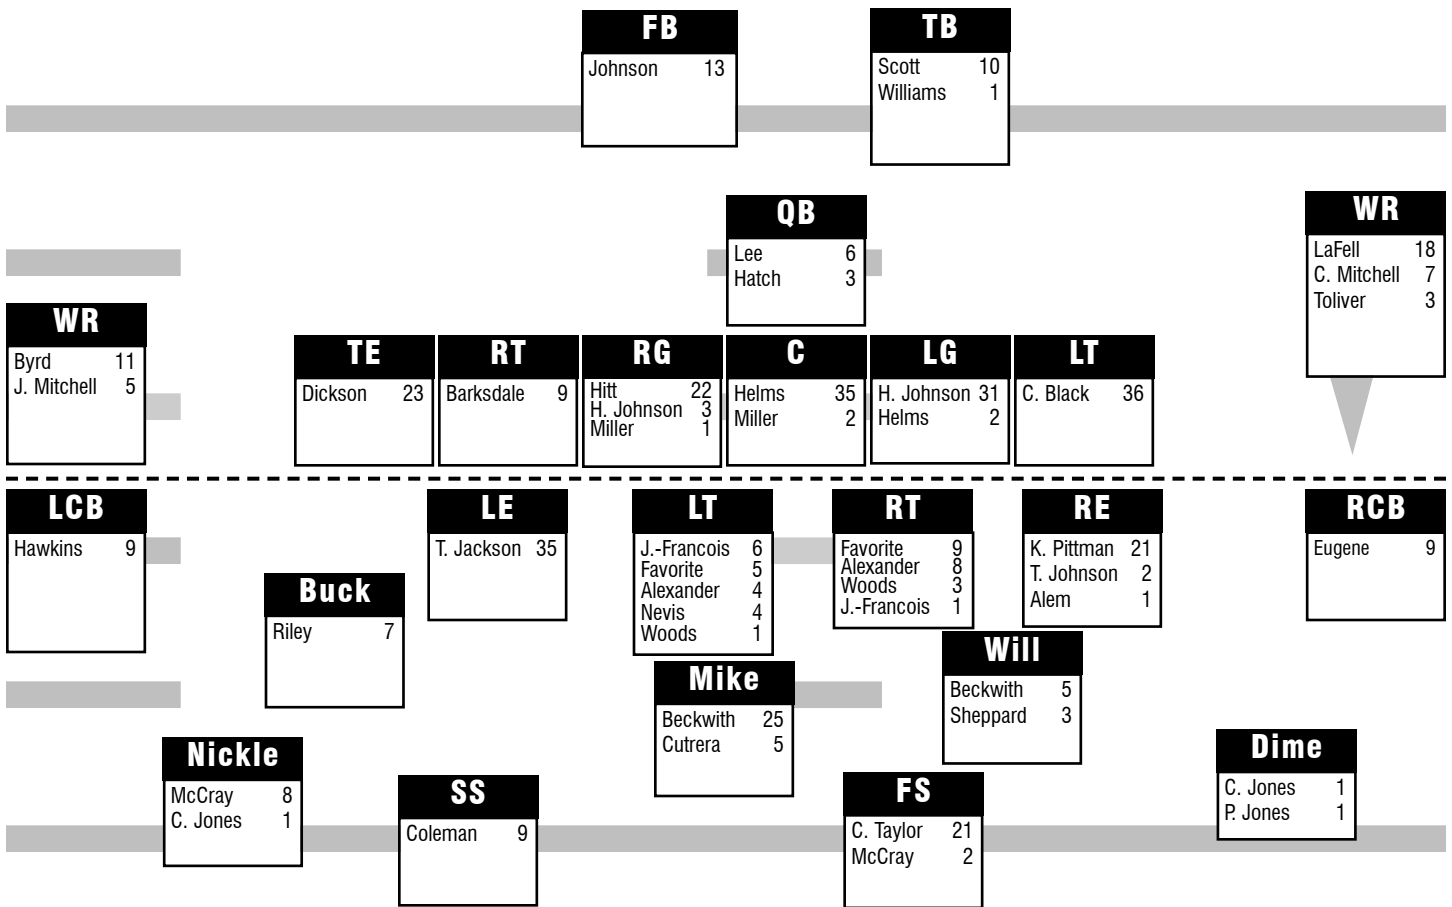 FB
Johnson 13
TB
Scott 10
Williams 1
QB
Lee 6
Hatch 3
WR
LaFell 18
C. Mitchell 7
Toliver 3
WR
Byrd 11
J. Mitchell 5
TE
Dickson 23
RT
Barksdale 9
RG
Hitt 22
H. Johnson 3
Miller 1
C
Helms 35
Miller 2
LG
H. Johnson 31
Helms 2
LT
C. Black 36
LCB
Hawkins 9
Buck
Riley 7
LE
T. Jackson 35
LT
J.-Francois 6
Favorite 5
Alexander 4
Nevis 4
Woods 1
RT
Favorite 9
Alexander 8
Woods 3
J.-Francois 1
RE
K. Pittman 21
T. Johnson 2
Alem 1
RCB
Eugene 9
Mike
Beckwith 25
Cutrera 5
Will
Beckwith 5
Sheppard 3
Nickle
McCray 8
C. Jones 1
SS
Coleman 9
FS
C. Taylor 21
McCray 2
Dime
C. Jones 1
P. Jones 1